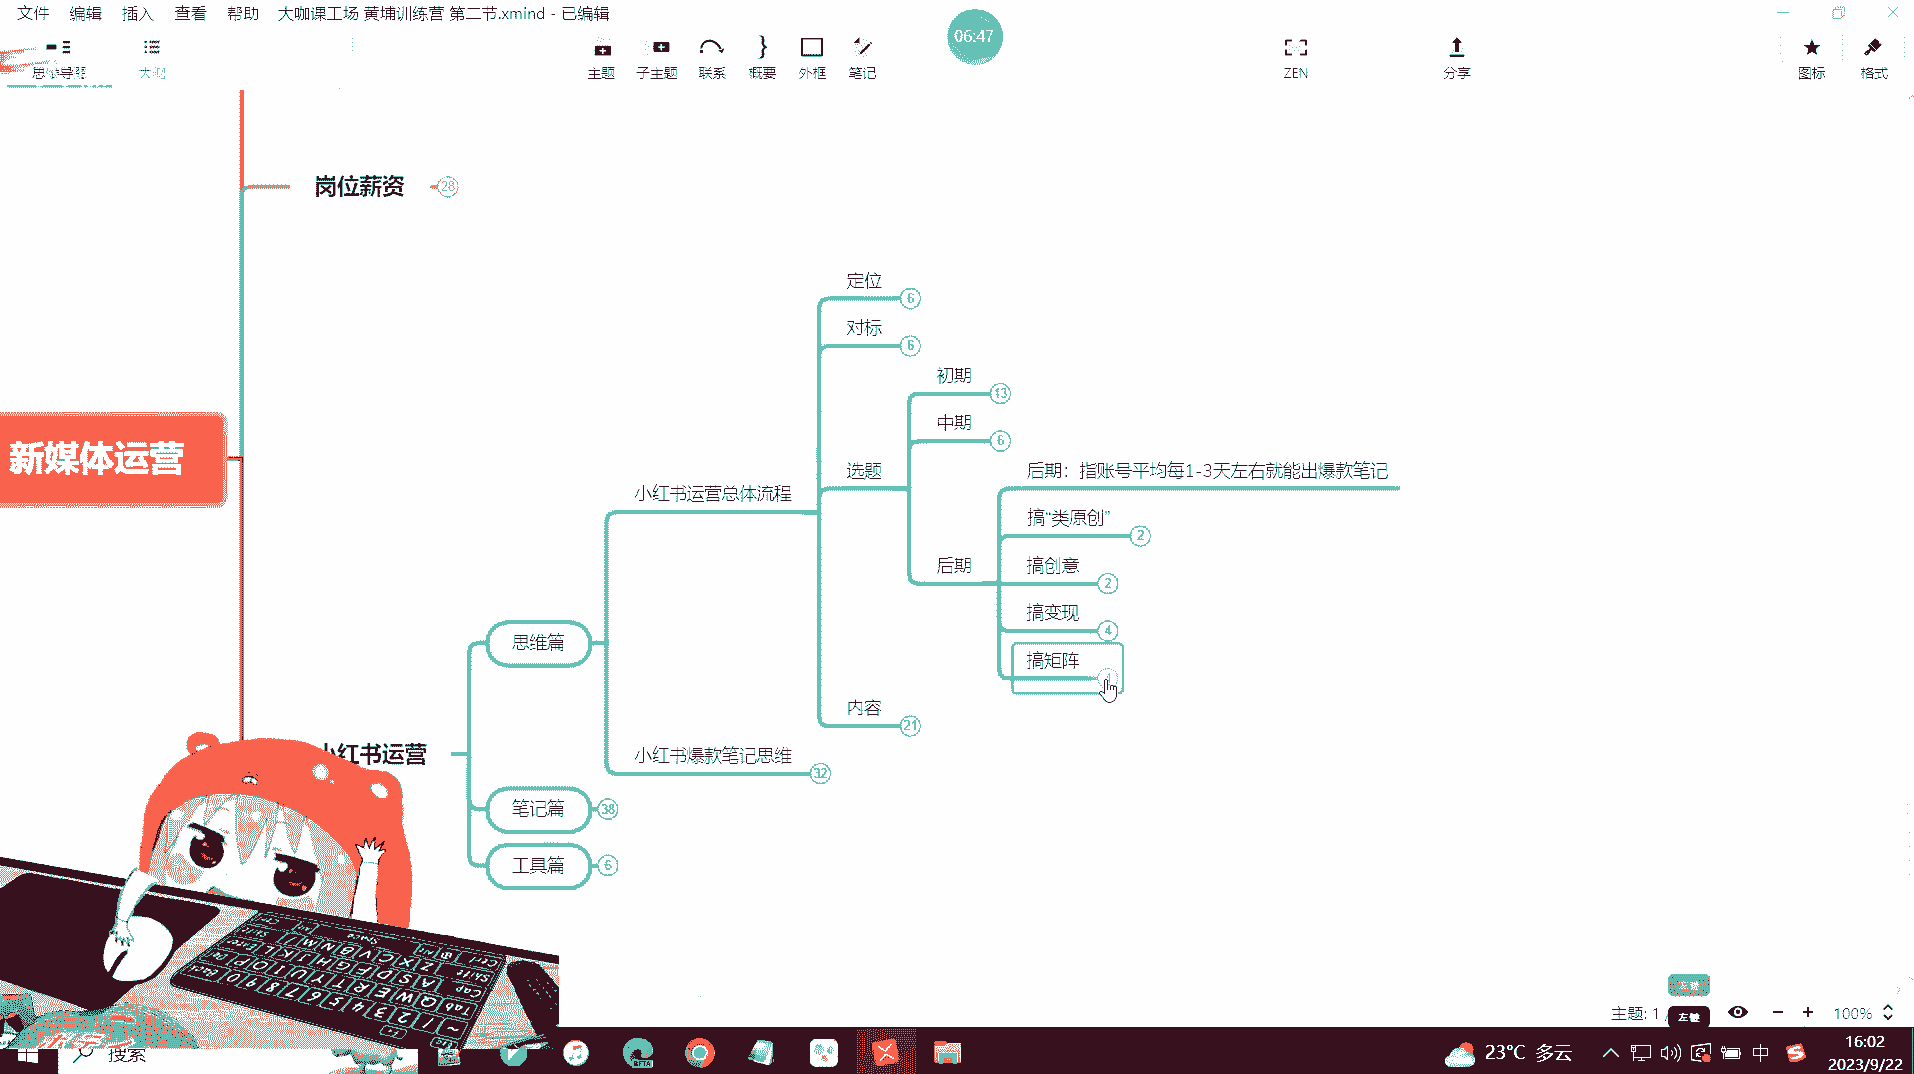 文件 编辑 插入 查看 帮助 大咖课工场 黄埔训练营 第二节.xmind - 已编辑
06:47
思维导图 大纲 主题 子主题 联系 概要 外框 笔记 ZEN 分享 图标 格式
岗位薪资 28
定位 6
对标 6
初期 13
中期 6
新媒体运营
选题
后期：指账号平均每1-3天左右就能出爆款笔记
小红书运营总体流程
搞“类原创” 2
后期
搞创意 2
搞变现 4
思维篇
搞矩阵
内容 21
小红书运营
小红书爆款笔记思维 32
笔记篇 38
工具篇 6
左键
主题: 1
左键
100%
搜索
BETA
23°C 多云
中
16:02
2023/9/22